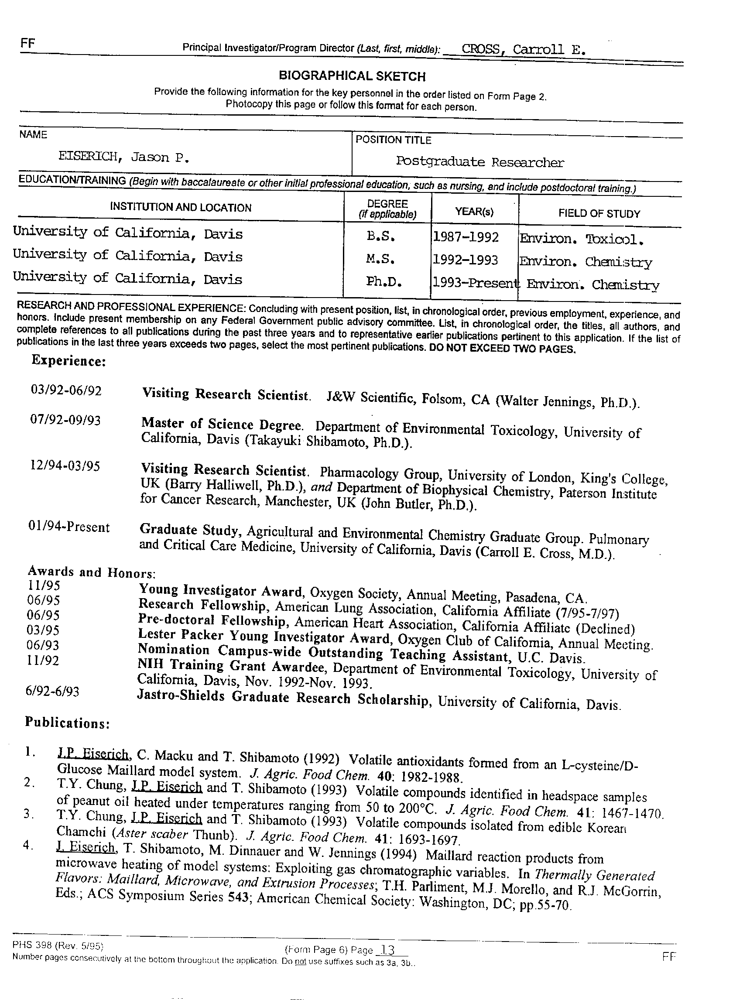 FF
Principal Investigator/Program Director (Last, first, middle): CROSS, Carroll E.
BIOGRAPHICAL SKETCH
Provide the following information for the key personnel in the order listed on Form Page 2.
Photocopy this page or follow this format for each person.
NAME
POSITION TITLE
EISERICH, Jason P.
Postgraduate Researcher
EDUCATION/TRAINING (Begin with baccalaureate or other initial professional education, such as nursing, and include postdoctoral training.)
INSTITUTION AND LOCATION DEGREE (if applicable) YEAR(s) FIELD OF STUDY
University of California, Davis B.S. 1987-1992 Environ. Toxicol.
University of California, Davis M.S. 1992-1993 Environ. Chemistry
University of California, Davis Ph.D. 1993-Present Environ. Chemistry
RESEARCH AND PROFESSIONAL EXPERIENCE: Concluding with present position, list, in chronological order, previous employment, experience, and
honors. Include present membership on any Federal Government public advisory committee. List, in chronological order, the titles, all authors, and
complete references to all publications during the past three years and to representative earlier publications pertinent to this application. If the list of
publications in the last three years exceeds two pages, select the most pertinent publications. DO NOT EXCEED TWO PAGES.
Experience:
03/92-06/92 Visiting Research Scientist. J&W Scientific, Folsom, CA (Walter Jennings, Ph.D.).
07/92-09/93 Master of Science Degree. Department of Environmental Toxicology, University of
California, Davis (Takayuki Shibamoto, Ph.D.).
12/94-03/95 Visiting Research Scientist. Pharmacology Group, University of London, King's College,
UK (Barry Halliwell, Ph.D.), and Department of Biophysical Chemistry, Paterson Institute
for Cancer Research, Manchester, UK (John Butler, Ph.D.).
01/94-Present Graduate Study, Agricultural and Environmental Chemistry Graduate Group. Pulmonary
and Critical Care Medicine, University of California, Davis (Carroll E. Cross, M.D.).
Awards and Honors:
11/95 Young Investigator Award, Oxygen Society, Annual Meeting, Pasadena, CA.
06/95 Research Fellowship, American Lung Association, California Affiliate (7/95-7/97)
06/95 Pre-doctoral Fellowship, American Heart Association, California Affiliate (Declined)
03/95 Lester Packer Young Investigator Award, Oxygen Club of California, Annual Meeting.
06/93 Nomination Campus-wide Outstanding Teaching Assistant, U.C. Davis.
11/92 NIH Training Grant Awardee, Department of Environmental Toxicology, University of
California, Davis, Nov. 1992-Nov. 1993.
6/92-6/93 Jastro-Shields Graduate Research Scholarship, University of California, Davis.
Publications:
1. J.P. Eiserich, C. Macku and T. Shibamoto (1992) Volatile antioxidants formed from an L-cysteine/D-
Glucose Maillard model system. J. Agric. Food Chem. 40: 1982-1988.
2. T.Y. Chung, J.P. Eiserich and T. Shibamoto (1993) Volatile compounds identified in headspace samples
of peanut oil heated under temperatures ranging from 50 to 200°C. J. Agric. Food Chem. 41: 1467-1470.
3. T.Y. Chung, J.P. Eiserich and T. Shibamoto (1993) Volatile compounds isolated from edible Korean
Chamchi (Aster scaber Thunb). J. Agric. Food Chem. 41: 1693-1697.
4. J. Eiserich, T. Shibamoto, M. Dinnauer and W. Jennings (1994) Maillard reaction products from
microwave heating of model systems: Exploiting gas chromatographic variables. In Thermally Generated
Flavors: Maillard, Microwave, and Extrusion Processes; T.H. Parliment, M.J. Morello, and R.J. McGorrin,
Eds.; ACS Symposium Series 543; American Chemical Society: Washington, DC; pp.55-70.
PHS 398 (Rev. 5/95) (Form Page 6) Page 13 FF
Number pages consecutively at the bottom throughout the application. Do not use suffixes such as 3a, 3b..